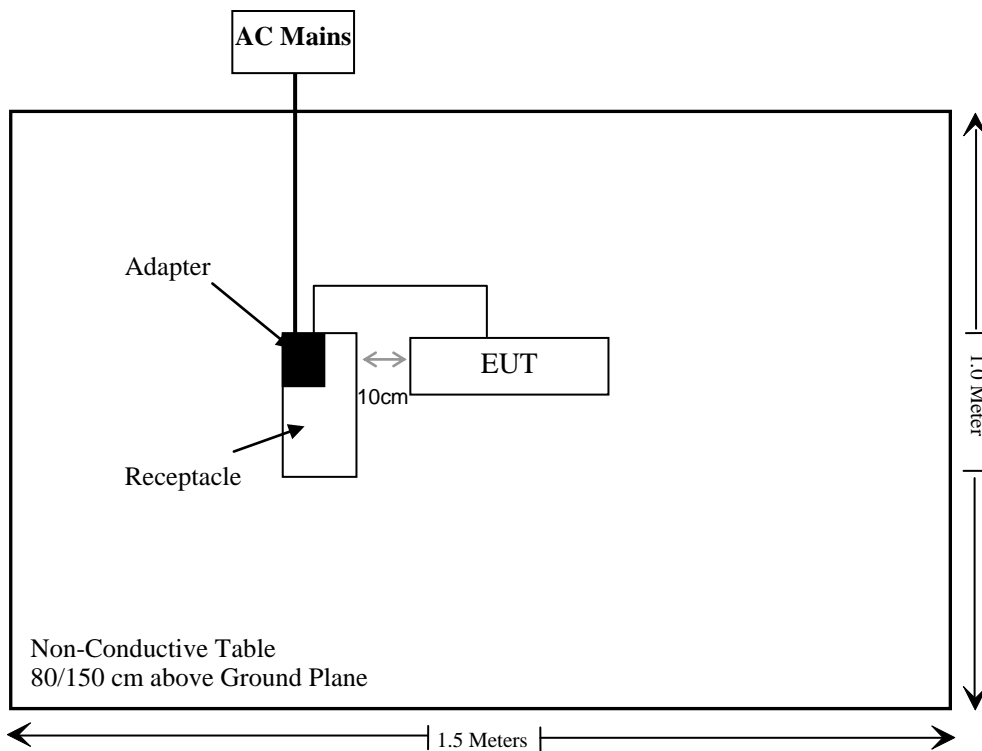 AC Mains
Adapter
EUT
10cm
1.0 Meter
Receptacle
Non-Conductive Table
80/150 cm above Ground Plane
1.5 Meters